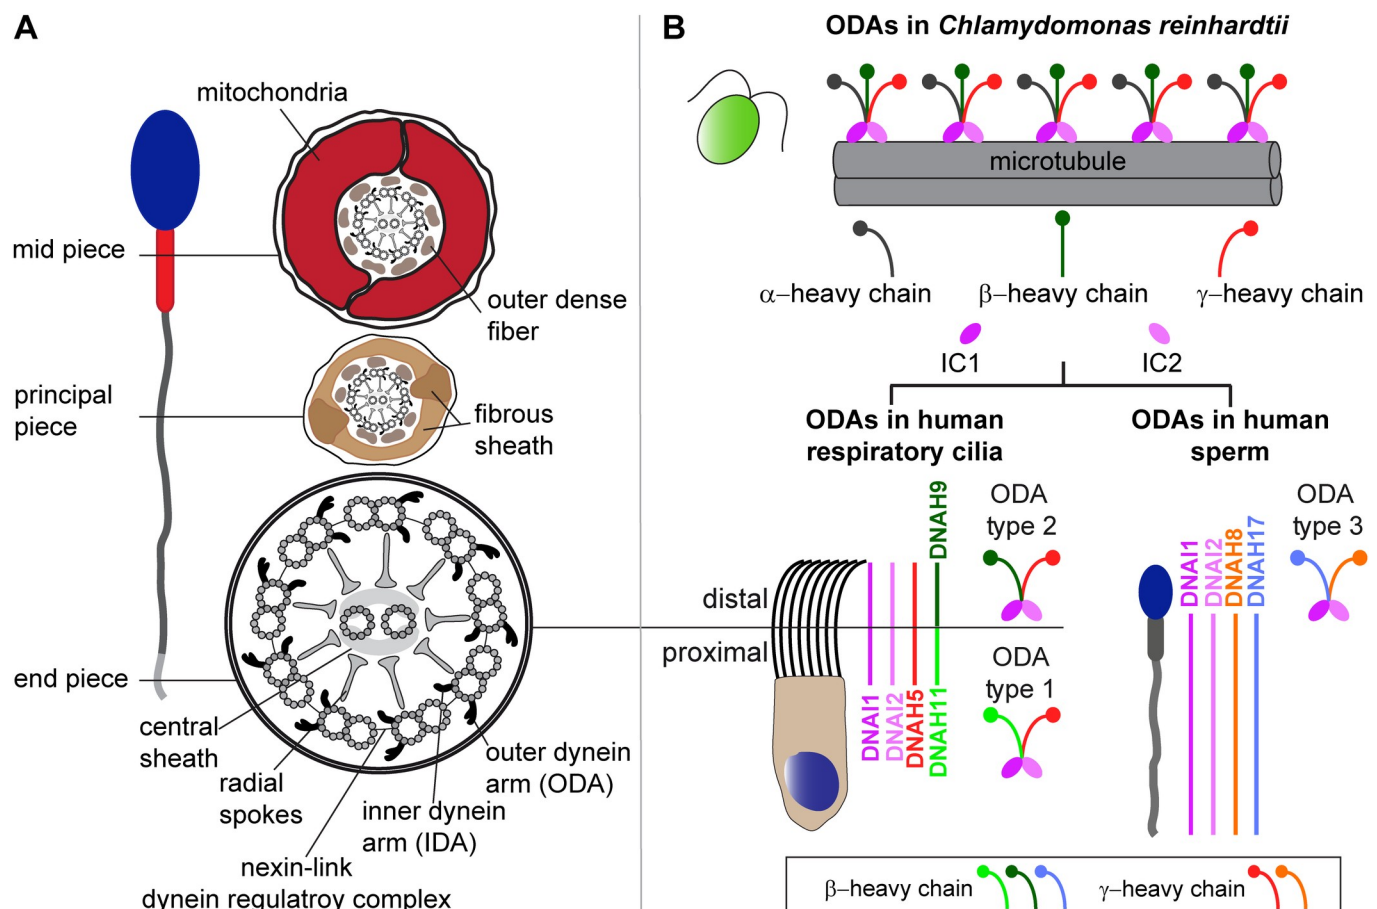 A
mitochondria
mid piece
outer dense
fiber
principal
piece
fibrous
sheath
end piece
central
sheath
radial
spokes
outer dynein
arm (ODA)
inner dynein
arm (IDA)
nexin-link
dynein regulatroy complex
B
ODAs in Chlamydomonas reinhardtii
microtubule
α–heavy chain
β–heavy chain
γ–heavy chain
IC1
IC2
ODAs in human
respiratory cilia
ODAs in human
sperm
distal
proximal
DNAI1
DNAI2
DNAH5
DNAH11
DNAH9
ODA
type 2
ODA
type 1
DNAI1
DNAI2
DNAH8
DNAH17
ODA
type 3
β–heavy chain
γ–heavy chain